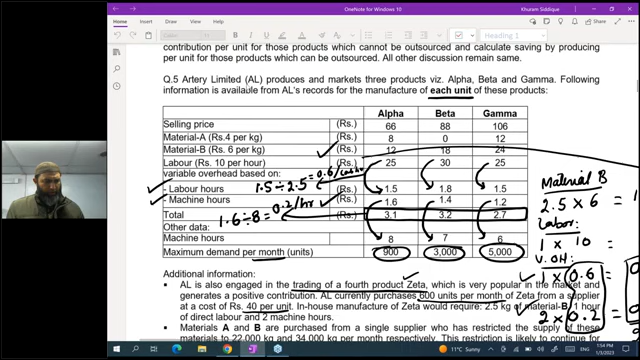 OneNote for Windows 10
Khuram Siddique
Home Insert Draw View Help
Heading 1
contribution per unit for those products which cannot be outsourced and calculate saving by producing
per unit for those products which can be outsourced. All other discussion remain same.
Q.5 Artery Limited (AL) produces and markets three products viz. Alpha, Beta and Gamma. Following
information is available from AL's records for the manufacture of each unit of these products:
Alpha Beta Gamma
Selling price (Rs.) 66 88 106
Material-A (Rs.4 per kg) (Rs.) 8 0 12
Material-B (Rs. 6 per kg) (Rs.) 12 18 24
Labour (Rs. 10 per hour) (Rs.) 25 30 25
variable overhead based on:
1.5÷2.5=0.6/
- Labour hours (Rs.) 1.5 1.8 1.5
- Machine hours (Rs.) 1.6 1.4 1.2
1.6÷8=0.2/hr
Total (Rs.) 3.1 3.2 2.7
Other data:
Machine hours 8 7 6
Maximum demand per month (units) 900 3,000 5,000
Material B
2.5 × 6 = 1
Labor:
1 × 10 =
V.OH:
1 × 0.6
2 × 0.2
Additional information:
AL is also engaged in the trading of a fourth product Zeta, which is very popular in the market and
generates a positive contribution. AL currently purchases 600 units per month of Zeta from a supplier
at a cost of Rs. 40 per unit. In-house manufacture of Zeta would require: 2.5 kg of material-B, 1 hour
of direct labour and 2 machine hours.
Materials A and B are purchased from a single supplier who has restricted the supply of these
materials to 22,000 kg and 34,000 kg per month respectively. This restriction is likely to continue for
11°C Sunny
1:54 PM
1/3/2023